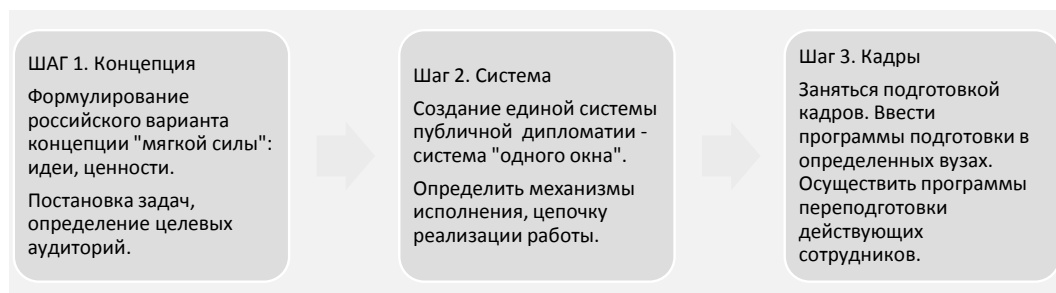 ШАГ 1. Концепция
Формулирование
российского варианта
концепции "мягкой силы":
идеи, ценности.
Постановка задач,
определение целевых
аудиторий.
Шаг 2. Система
Создание единой системы
публичной дипломатии -
система "одного окна".
Определить механизмы
исполнения, цепочку
реализации работы.
Шаг 3. Кадры
Заняться подготовкой
кадров. Ввести
программы подготовки в
определенных вузах.
Осуществить программы
переподготовки
действующих
сотрудников.